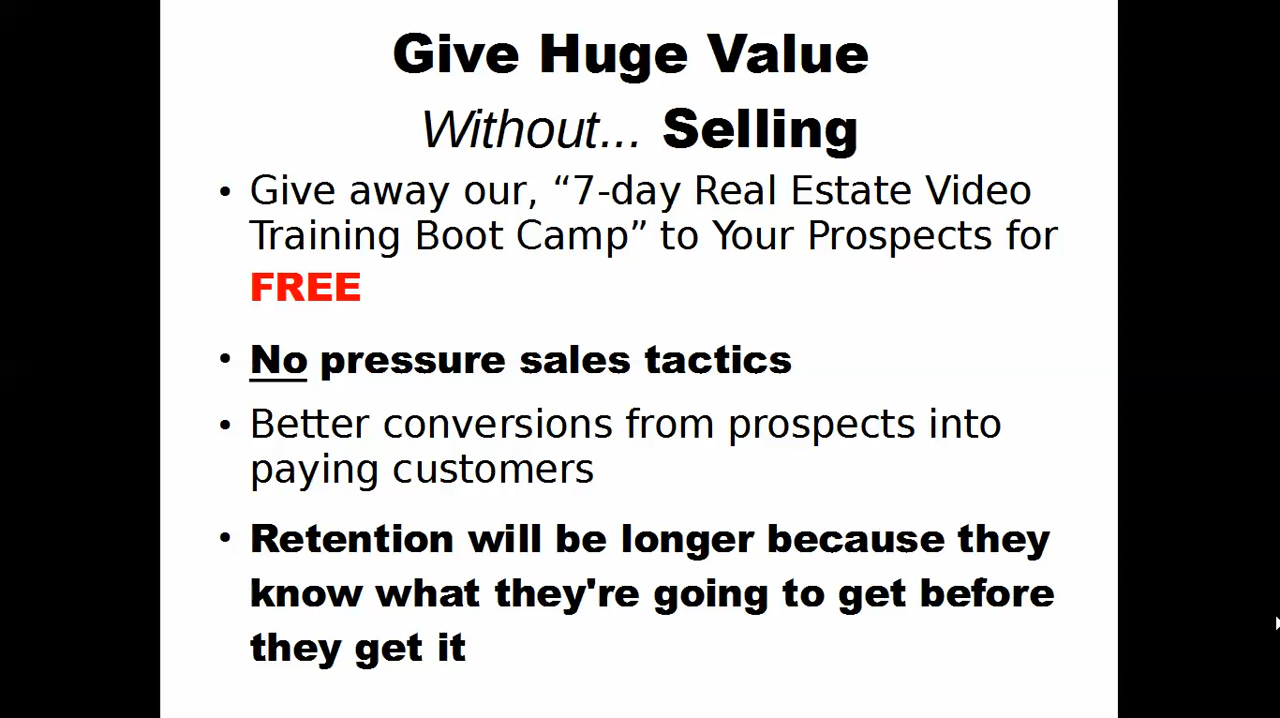 Give Huge Value
Without... Selling
• Give away our, “7-day Real Estate Video
Training Boot Camp” to Your Prospects for
FREE
• No pressure sales tactics
• Better conversions from prospects into
paying customers
• Retention will be longer because they
know what they're going to get before
they get it